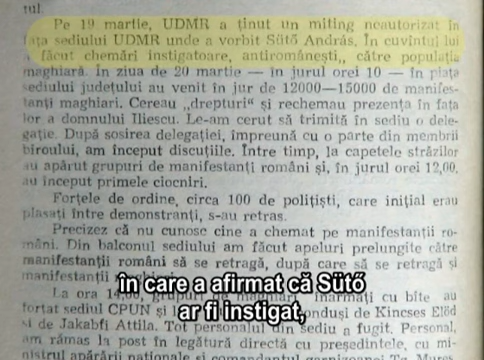 tul.
Pe 19 martie, UDMR a ținut un miting neautorizat în
fața sediului UDMR unde a vorbit Sütő András. În cuvîntul lui
a făcut chemări instigatoare, antiromânești„ către populația
maghiară. În ziua de 20 martie — în jurul orei 10 — în piața
sediului județului au venit în jur de 12000—15000 de manifes-
tanți maghiari. Cereau „drepturi“ și rechemau prezența în fața
lor a domnului Iliescu. Le-am cerut să trimită în sediu o dele-
gație. După sosirea delegației, împreună cu o parte din membrii
biroului, am început discuțiile. Între timp, la capetele străzilor
au apărut grupuri de manifestanți români și, în jurul orei 12,00,
au început primele ciocniri.
Forțele de ordine, circa 100 de polițiști, care inițial erau
plasați între demonstranți, s-au retras.
Precizez că nu cunosc cine a chemat pe manifestanții ro-
mâni. Din balconul sediului am făcut apeluri prelungite către
manifestanții români să se retragă, după care să se retragă și
manifestanții
în care a afirmat că Sütő
La ora 14,00, grupuri de maghiari înarmați cu bîte au
ar fi instigat,
forțat sediul CPUN și conduși de Kincses Előd
și de Jakabfi Attila. Tot personalul din sediu a fugit. Personal,
am rămas la post în legătură directă cu președintele, cu mi-
nistrul apărării naționale și comandantul garnizoanei Tg. Mureș